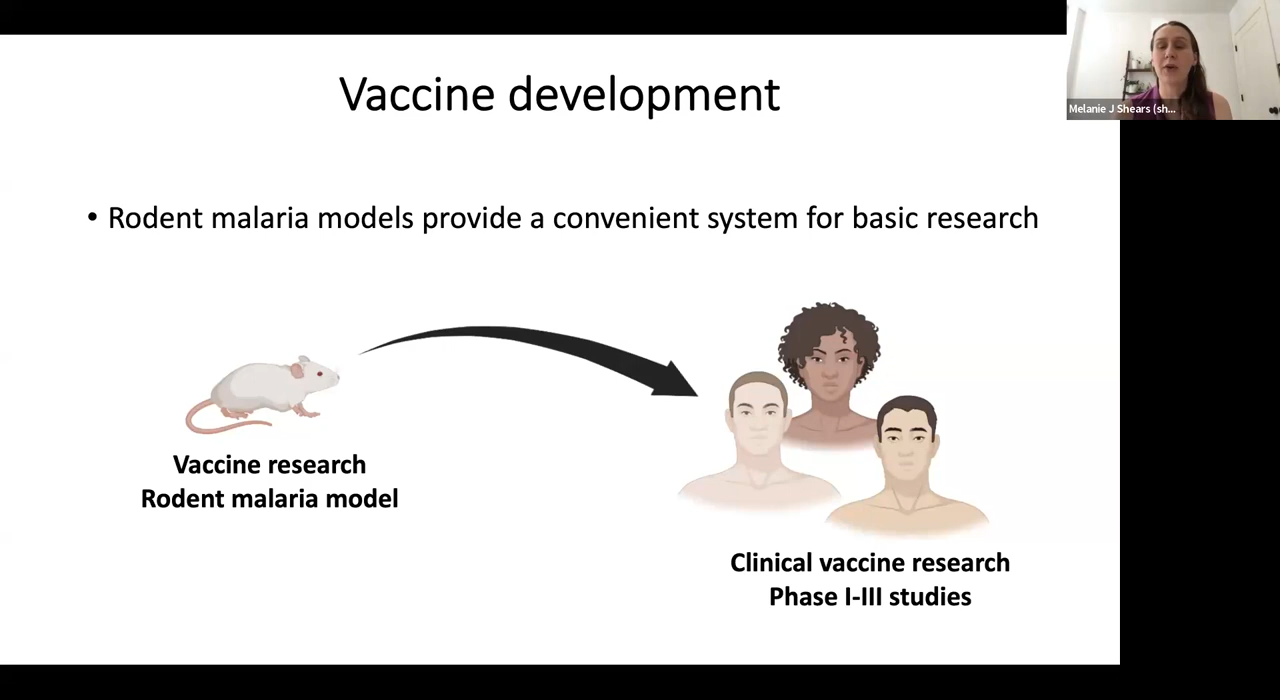 Vaccine development
Melanie J Shears (sh...
• Rodent malaria models provide a convenient system for basic research
Vaccine research
Rodent malaria model
Clinical vaccine research
Phase I-III studies